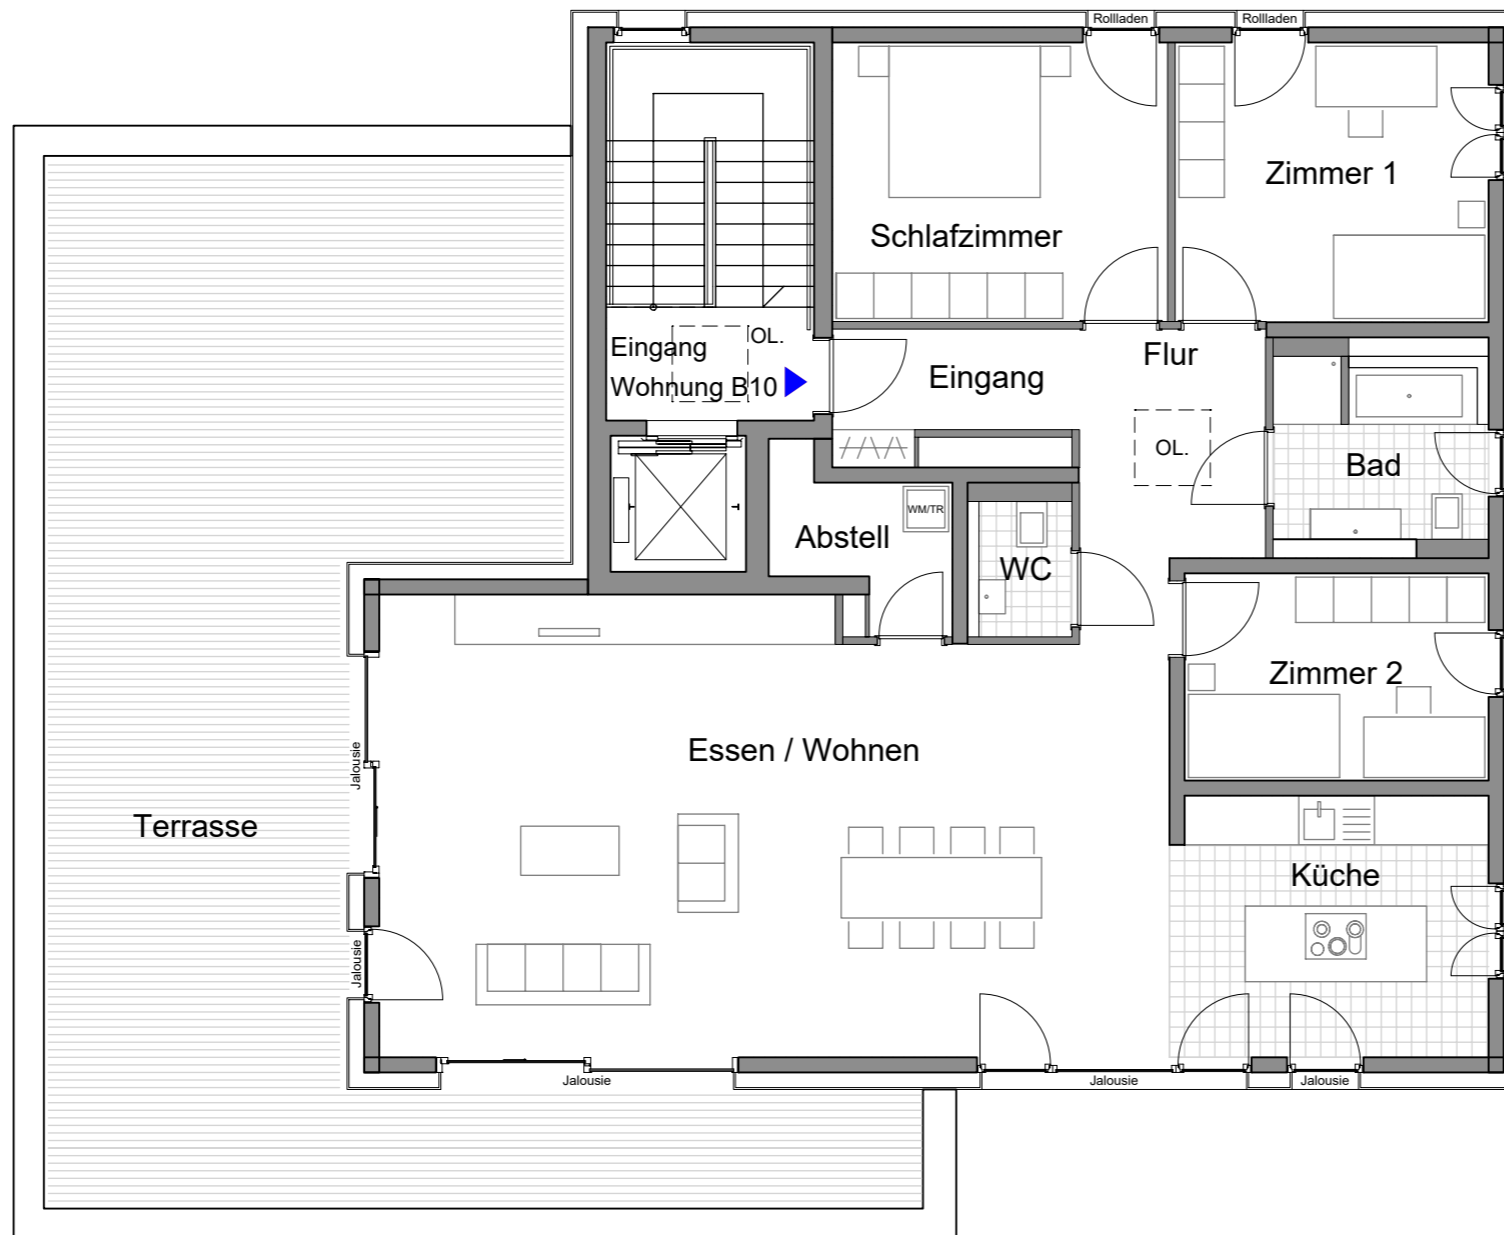 Rollladen
Rollladen
Zimmer 1
Schlafzimmer
Eingang
OL.
Wohnung B10
Eingang
Flur
OL.
Bad
WM/TR
Abstell
WC
Zimmer 2
Essen / Wohnen
Jalousie
Terrasse
Küche
Jalousie
Jalousie
Jalousie
Jalousie